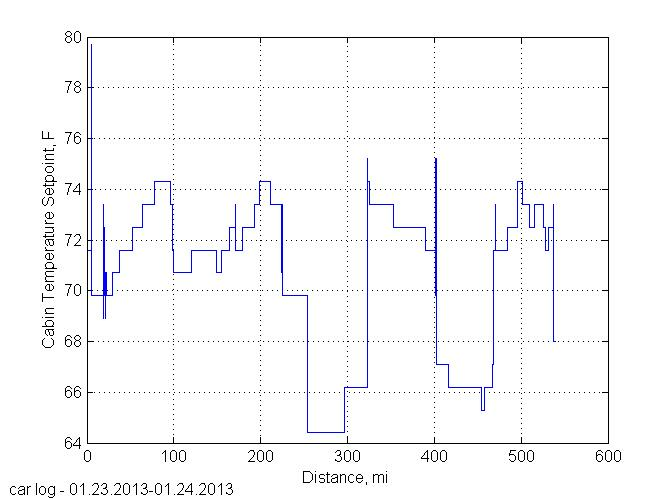 80
78
76
74
72
70
68
66
64
Cabin Temperature Setpoint, F
0 100 200 300 400 500 600
Distance, mi
car log - 01.23.2013-01.24.2013